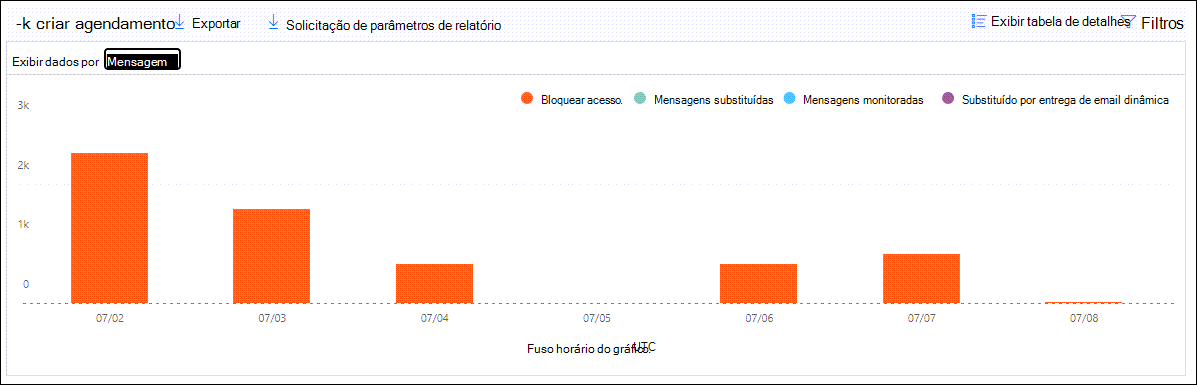 -k criar agendamento Exportar Solicitação de parâmetros de relatório Exibir tabela de detalhes Filtros
Exibir dados por Mensagem
Bloquear acesso. Mensagens substituídas Mensagens monitoradas Substituído por entrega de email dinâmica
3k
2k
1k
0
07/02 07/03 07/04 07/05 07/06 07/07 07/08
Fuso horário do gráfico: UTC